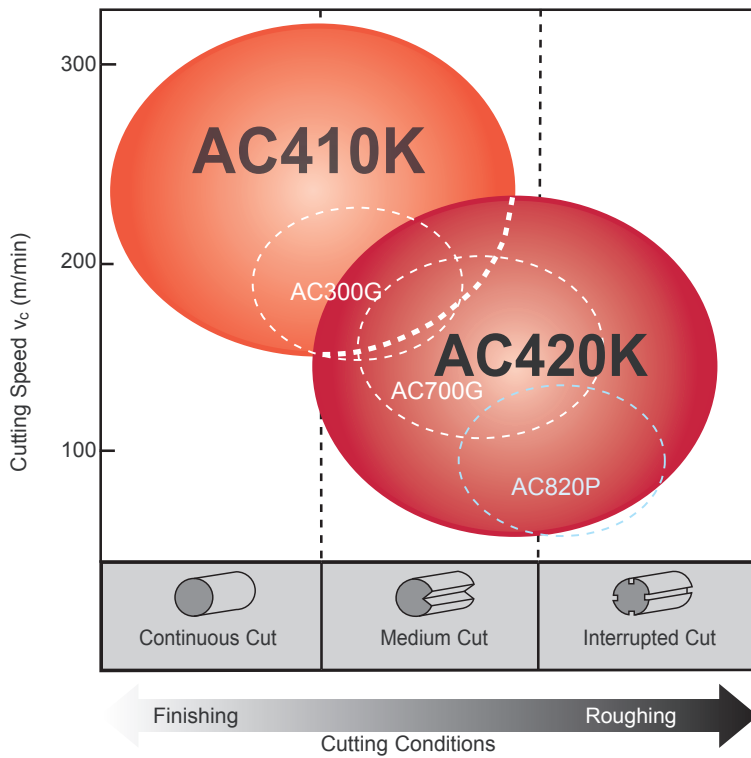 300
200
100
Cutting Speed vc (m/min)
AC410K
AC300G
AC420K
AC700G
AC820P
Continuous Cut
Medium Cut
Interrupted Cut
Finishing
Roughing
Cutting Conditions